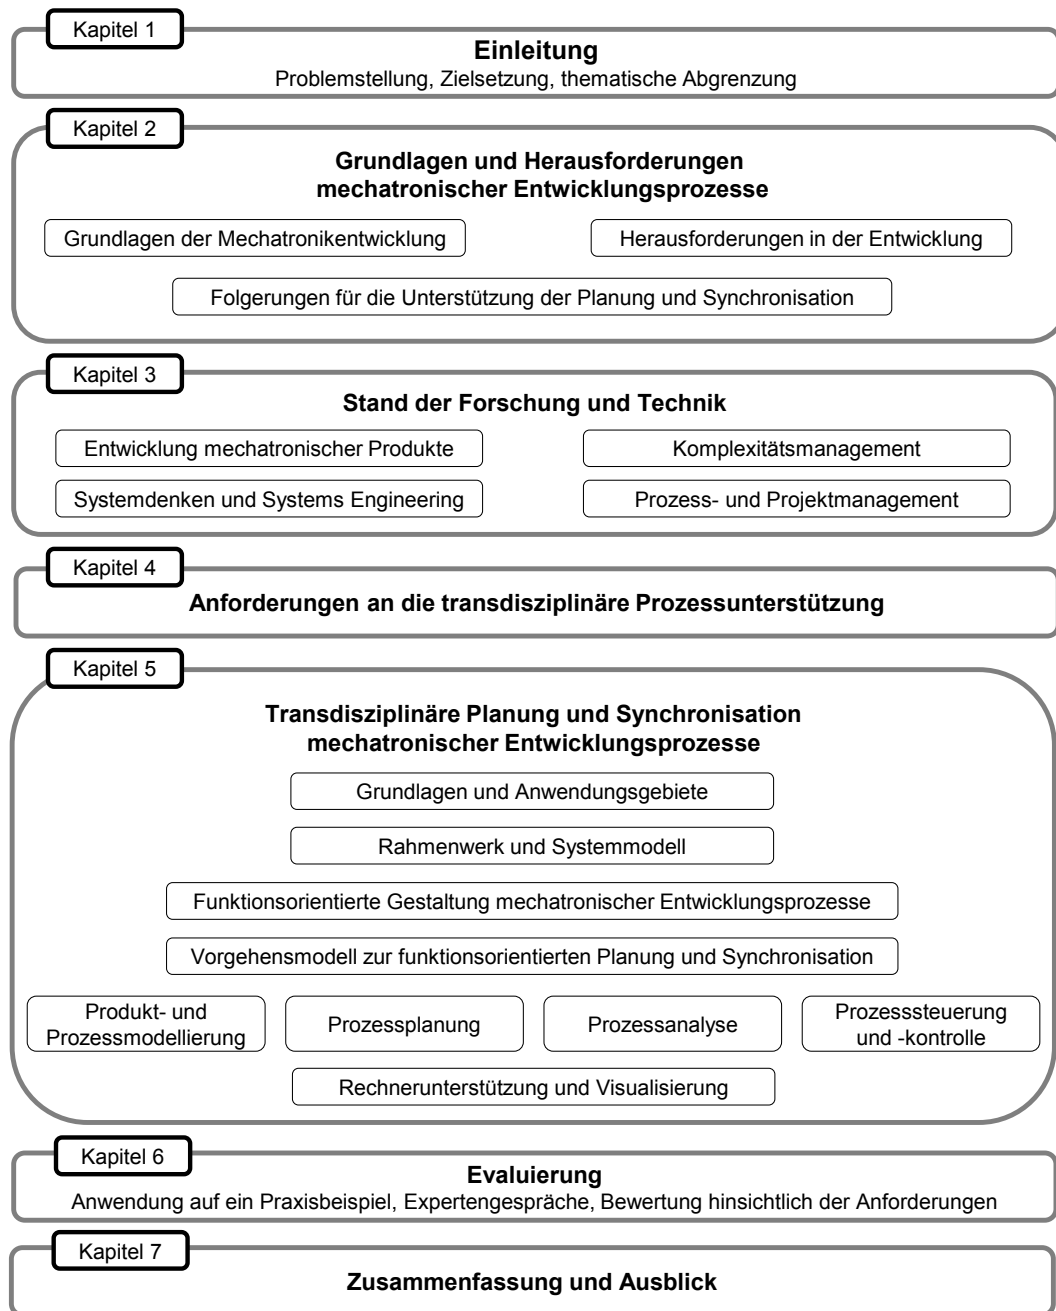 Kapitel 1
Einleitung
Problemstellung, Zielsetzung, thematische Abgrenzung
Kapitel 2
Grundlagen und Herausforderungen
mechatronischer Entwicklungsprozesse
Grundlagen der Mechatronikentwicklung
Herausforderungen in der Entwicklung
Folgerungen für die Unterstützung der Planung und Synchronisation
Kapitel 3
Stand der Forschung und Technik
Entwicklung mechatronischer Produkte
Komplexitätsmanagement
Systemdenken und Systems Engineering
Prozess- und Projektmanagement
Kapitel 4
Anforderungen an die transdisziplinäre Prozessunterstützung
Kapitel 5
Transdisziplinäre Planung und Synchronisation
mechatronischer Entwicklungsprozesse
Grundlagen und Anwendungsgebiete
Rahmenwerk und Systemmodell
Funktionsorientierte Gestaltung mechatronischer Entwicklungsprozesse
Vorgehensmodell zur funktionsorientierten Planung und Synchronisation
Produkt- und
Prozessmodellierung
Prozessplanung
Prozessanalyse
Prozesssteuerung
und -kontrolle
Rechnerunterstützung und Visualisierung
Kapitel 6
Evaluierung
Anwendung auf ein Praxisbeispiel, Expertengespräche, Bewertung hinsichtlich der Anforderungen
Kapitel 7
Zusammenfassung und Ausblick